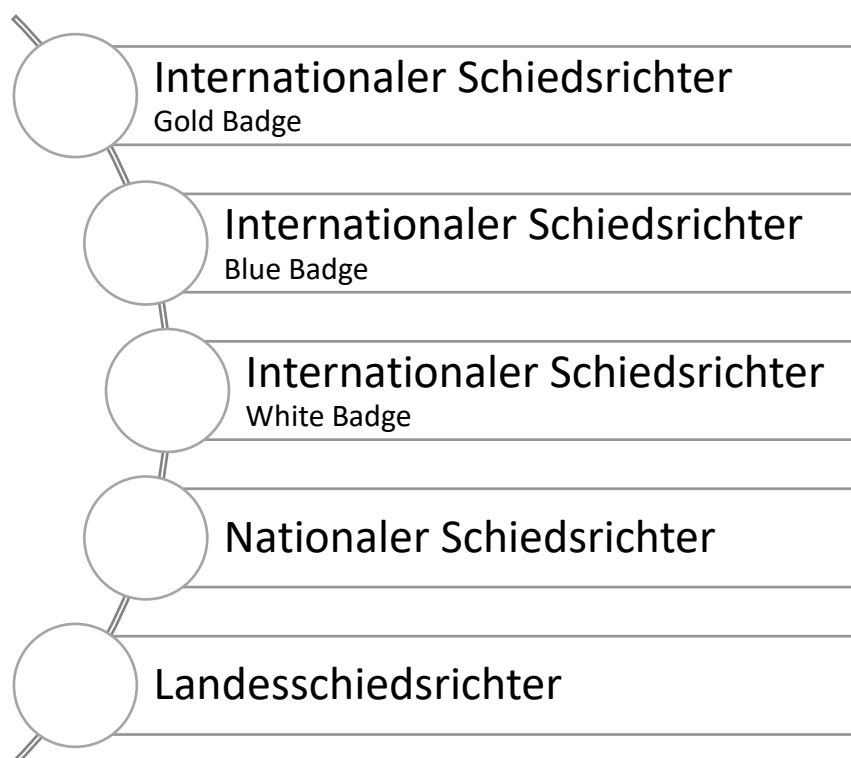 Internationaler Schiedsrichter
Gold Badge
Internationaler Schiedsrichter
Blue Badge
Internationaler Schiedsrichter
White Badge
Nationaler Schiedsrichter
Landesschiedsrichter